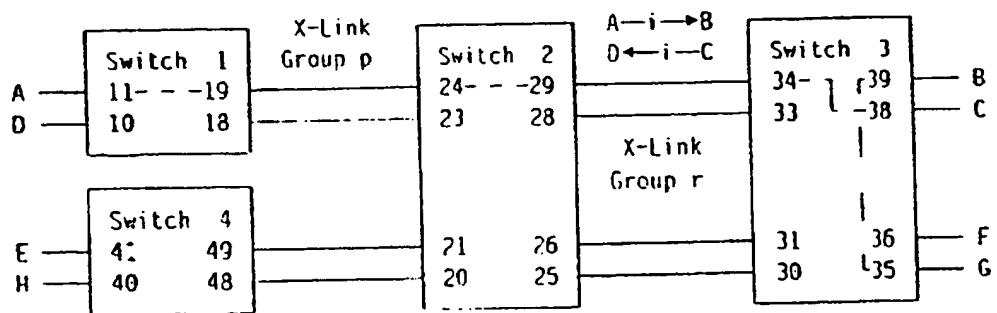 X-Link
Group p
A—i→B
D←i—C
Switch 1
Switch 2
Switch 3
A 11- - -19 24- - -29 34- 39 B
D 10 18 23 28 33 -38 C
X-Link
Group r
Switch 4
E 49 21 26 31 36 F
H 40 48 20 25 30 35 G